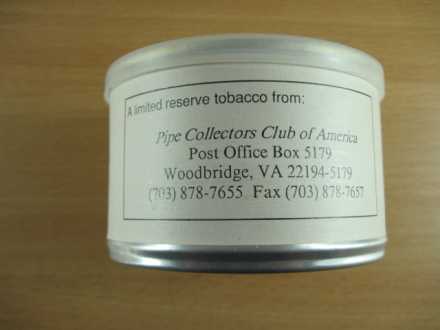 A limited reserve tobacco from:
Pipe Collectors Club of America
Post Office Box 5179
Woodbridge, VA 22194-5179
(703) 878-7655 Fax (703) 878-7657